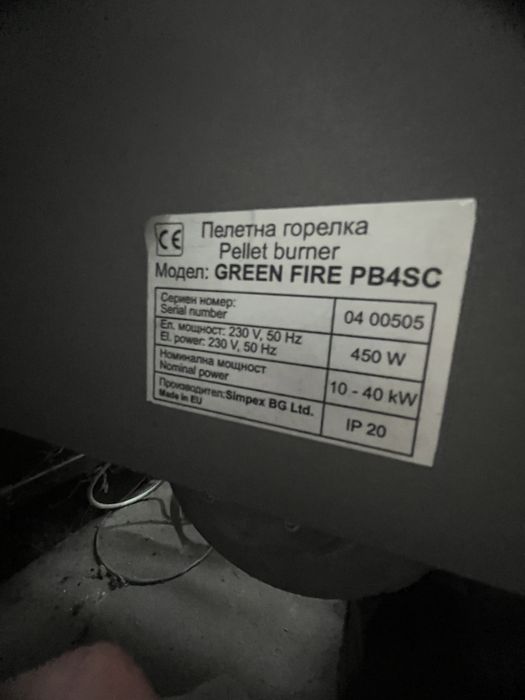 CE Пелетна горелка
Pellet burner
Модел: GREEN FIRE PB4SC
Сериен номер:
Serial number
04 00505
Ел. мощност: 230 V, 50 Hz
El. power: 230 V, 50 Hz
450 W
Номинална мощност
Nominal power
10 - 40 kW
Производител: Simpex BG Ltd.
Made in EU
IP 20